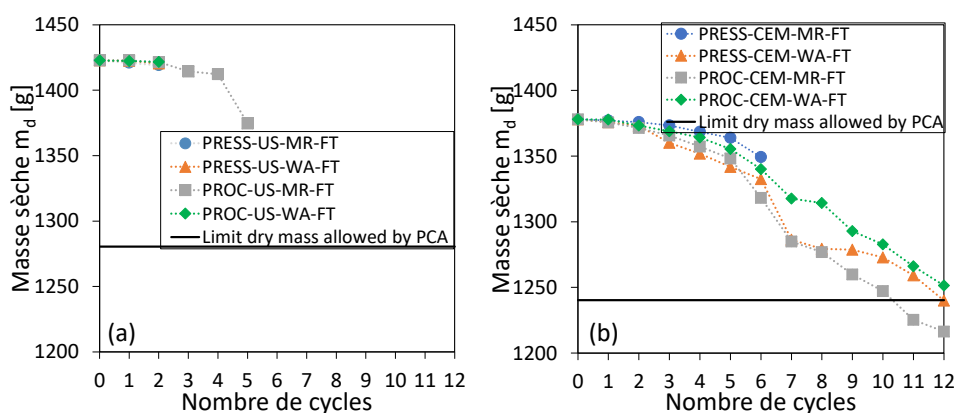 1450
1400
1350
1300
1250
1200
Masse sèche m_d [g]
PRESS-US-MR-FT
PRESS-US-WA-FT
PROC-US-MR-FT
PROC-US-WA-FT
Limit dry mass allowed by PCA
(a)
0 1 2 3 4 5 6 7 8 9 10 11 12
Nombre de cycles
1450
1400
1350
1300
1250
1200
Masse sèche m_d [g]
PRESS-CEM-MR-FT
PRESS-CEM-WA-FT
PROC-CEM-MR-FT
PROC-CEM-WA-FT
Limit dry mass allowed by PCA
(b)
0 1 2 3 4 5 6 7 8 9 10 11 12
Nombre de cycles